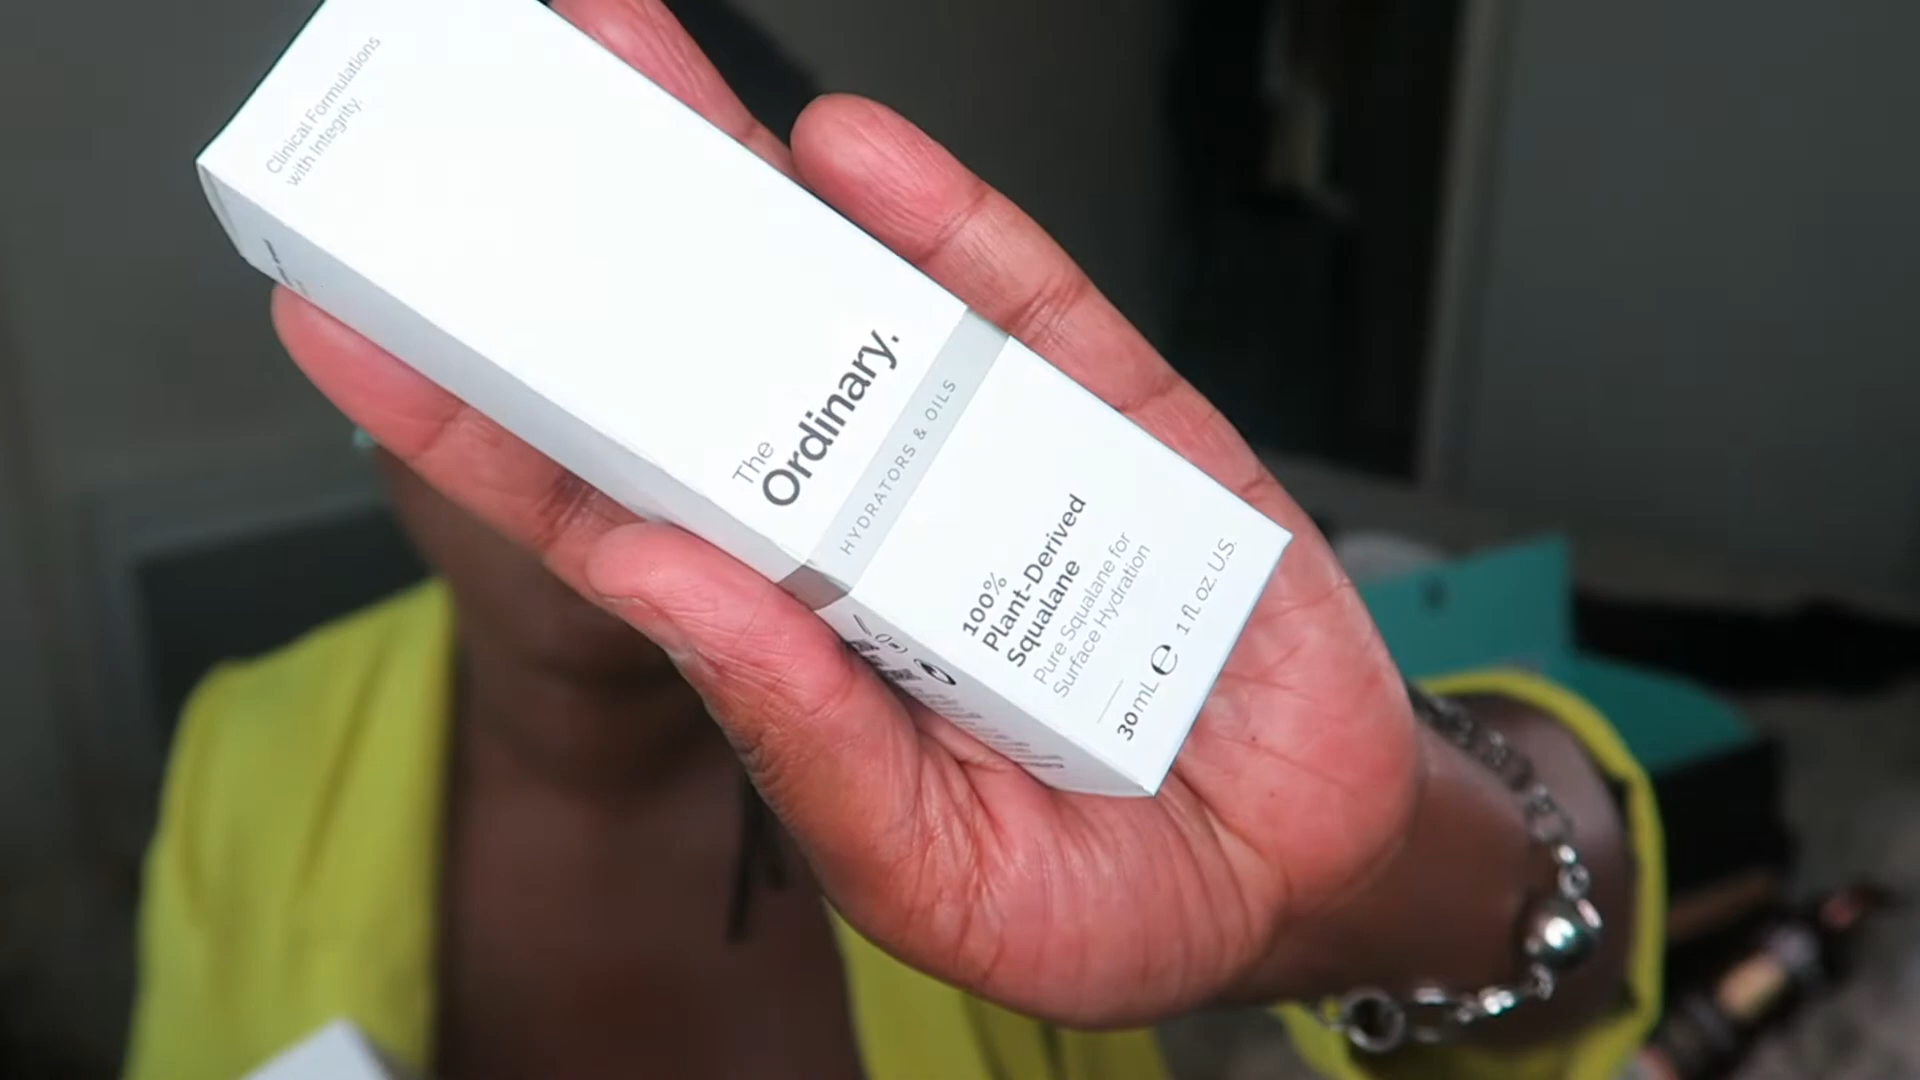 Clinical Formulations
with Integrity.
The
Ordinary.
HYDRATORS & OILS
100%
Plant-Derived
Squalane
Pure Squalane for
Surface Hydration
30 mL e 1 fl oz. U.S.